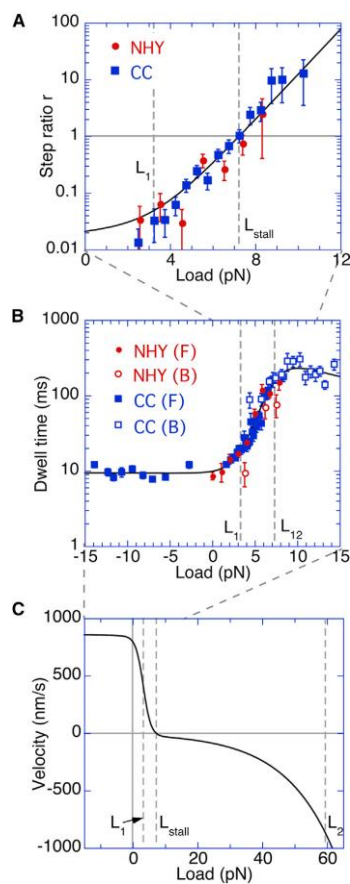 A
NHY
CC
Step ratio r
100
10
1
0.1
0.01
L1
Lstall
0
4
8
12
Load (pN)
B
NHY (F)
NHY (B)
CC (F)
CC (B)
Dwell time (ms)
1000
100
10
1
L1
L12
-15
-10
-5
0
5
10
15
Load (pN)
C
Velocity (nm/s)
1000
500
0
-500
-1000
L1
Lstall
L2
0
20
40
60
Load (pN)